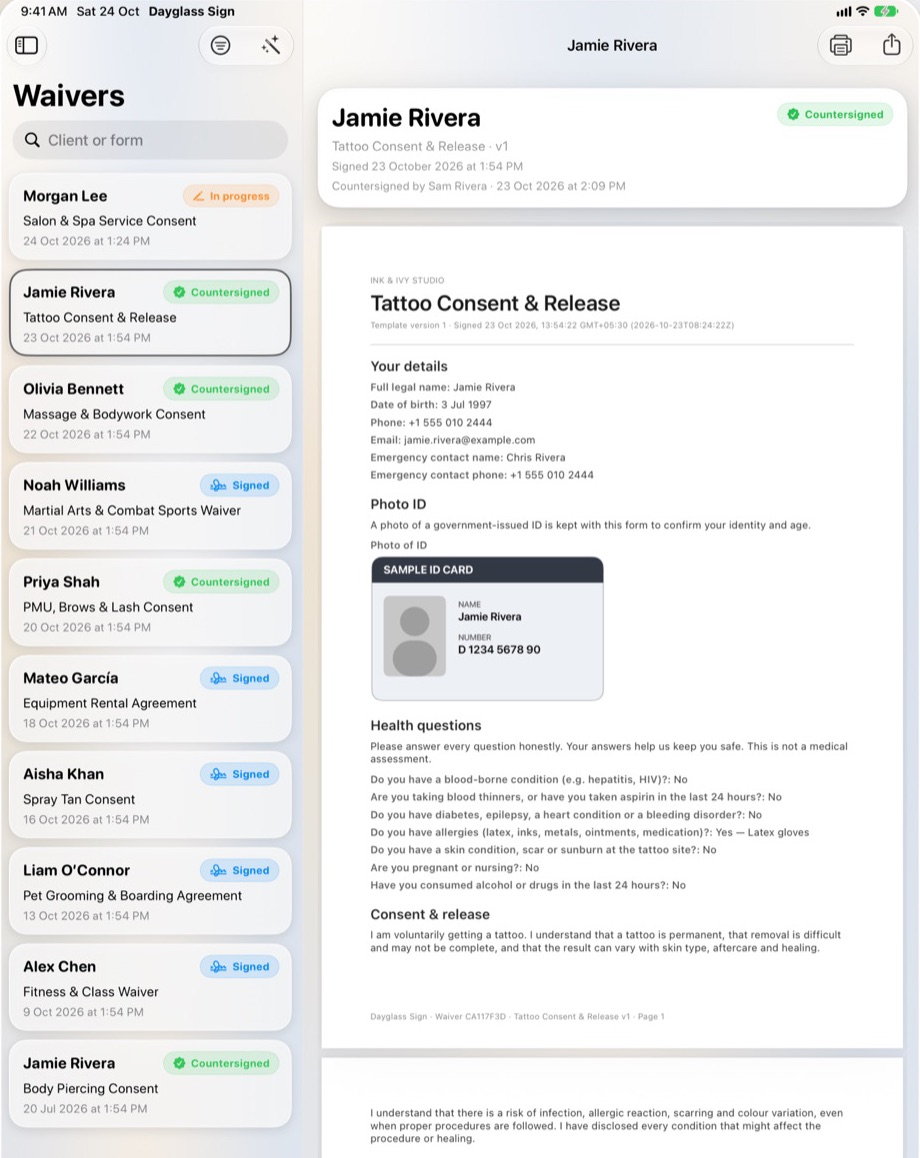 9:41 AM Sat 24 Oct Dayglass Sign
Waivers
Client or form
Morgan Lee
In progress
Salon & Spa Service Consent
24 Oct 2026 at 1:24 PM
Jamie Rivera
Countersigned
Tattoo Consent & Release
23 Oct 2026 at 1:54 PM
Olivia Bennett
Countersigned
Massage & Bodywork Consent
22 Oct 2026 at 1:54 PM
Noah Williams
Signed
Martial Arts & Combat Sports Waiver
21 Oct 2026 at 1:54 PM
Priya Shah
Countersigned
PMU, Brows & Lash Consent
20 Oct 2026 at 1:54 PM
Mateo García
Signed
Equipment Rental Agreement
18 Oct 2026 at 1:54 PM
Aisha Khan
Signed
Spray Tan Consent
16 Oct 2026 at 1:54 PM
Liam O'Connor
Signed
Pet Grooming & Boarding Agreement
13 Oct 2026 at 1:54 PM
Alex Chen
Signed
Fitness & Class Waiver
9 Oct 2026 at 1:54 PM
Jamie Rivera
Countersigned
Body Piercing Consent
20 Jul 2026 at 1:54 PM
Jamie Rivera
Jamie Rivera
Countersigned
Tattoo Consent & Release · v1
Signed 23 October 2026 at 1:54 PM
Countersigned by Sam Rivera · 23 Oct 2026 at 2:09 PM
INK & IVY STUDIO
Tattoo Consent & Release
Template version 1 · Signed 23 Oct 2026, 13:54:22 GMT+05:30 (2026-10-23T08:24:22Z)
Your details
Full legal name: Jamie Rivera
Date of birth: 3 Jul 1997
Phone: +1 555 010 2444
Email: jamie.rivera@example.com
Emergency contact name: Chris Rivera
Emergency contact phone: +1 555 010 2444
Photo ID
A photo of a government-issued ID is kept with this form to confirm your identity and age.
Photo of ID
SAMPLE ID CARD
NAME
Jamie Rivera
NUMBER
D 1234 5678 90
Health questions
Please answer every question honestly. Your answers help us keep you safe. This is not a medical
assessment.
Do you have a blood-borne condition (e.g. hepatitis, HIV)?: No
Are you taking blood thinners, or have you taken aspirin in the last 24 hours?: No
Do you have diabetes, epilepsy, a heart condition or a bleeding disorder?: No
Do you have allergies (latex, inks, metals, ointments, medication)?: Yes — Latex gloves
Do you have a skin condition, scar or sunburn at the tattoo site?: No
Are you pregnant or nursing?: No
Have you consumed alcohol or drugs in the last 24 hours?: No
Consent & release
I am voluntarily getting a tattoo. I understand that a tattoo is permanent, that removal is difficult
and may not be complete, and that the result can vary with skin type, aftercare and healing.
Dayglass Sign · Waiver CA117F3D · Tattoo Consent & Release v1 · Page 1
I understand that there is a risk of infection, allergic reaction, scarring and colour variation, even
when proper procedures are followed. I have disclosed every condition that might affect the
procedure or healing.